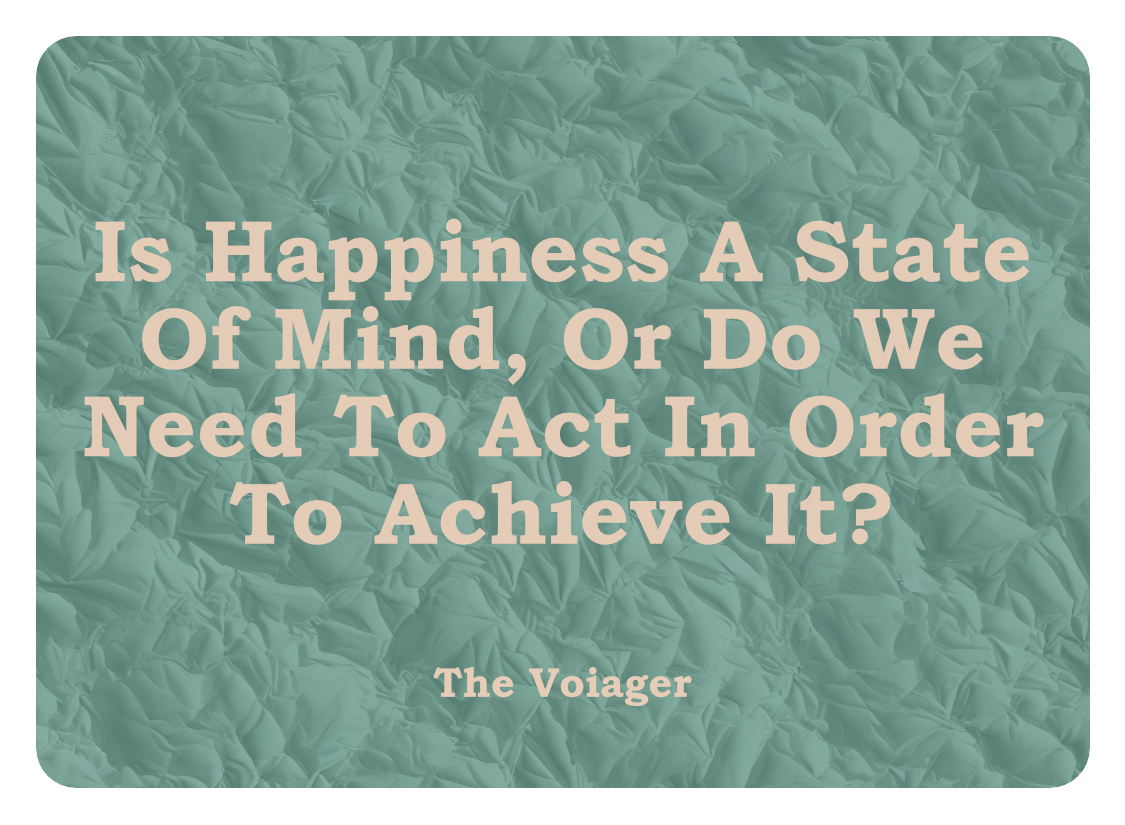 Is Happiness A State
Of Mind, Or Do We
Need To Act In Order
To Achieve It?
The Voiager